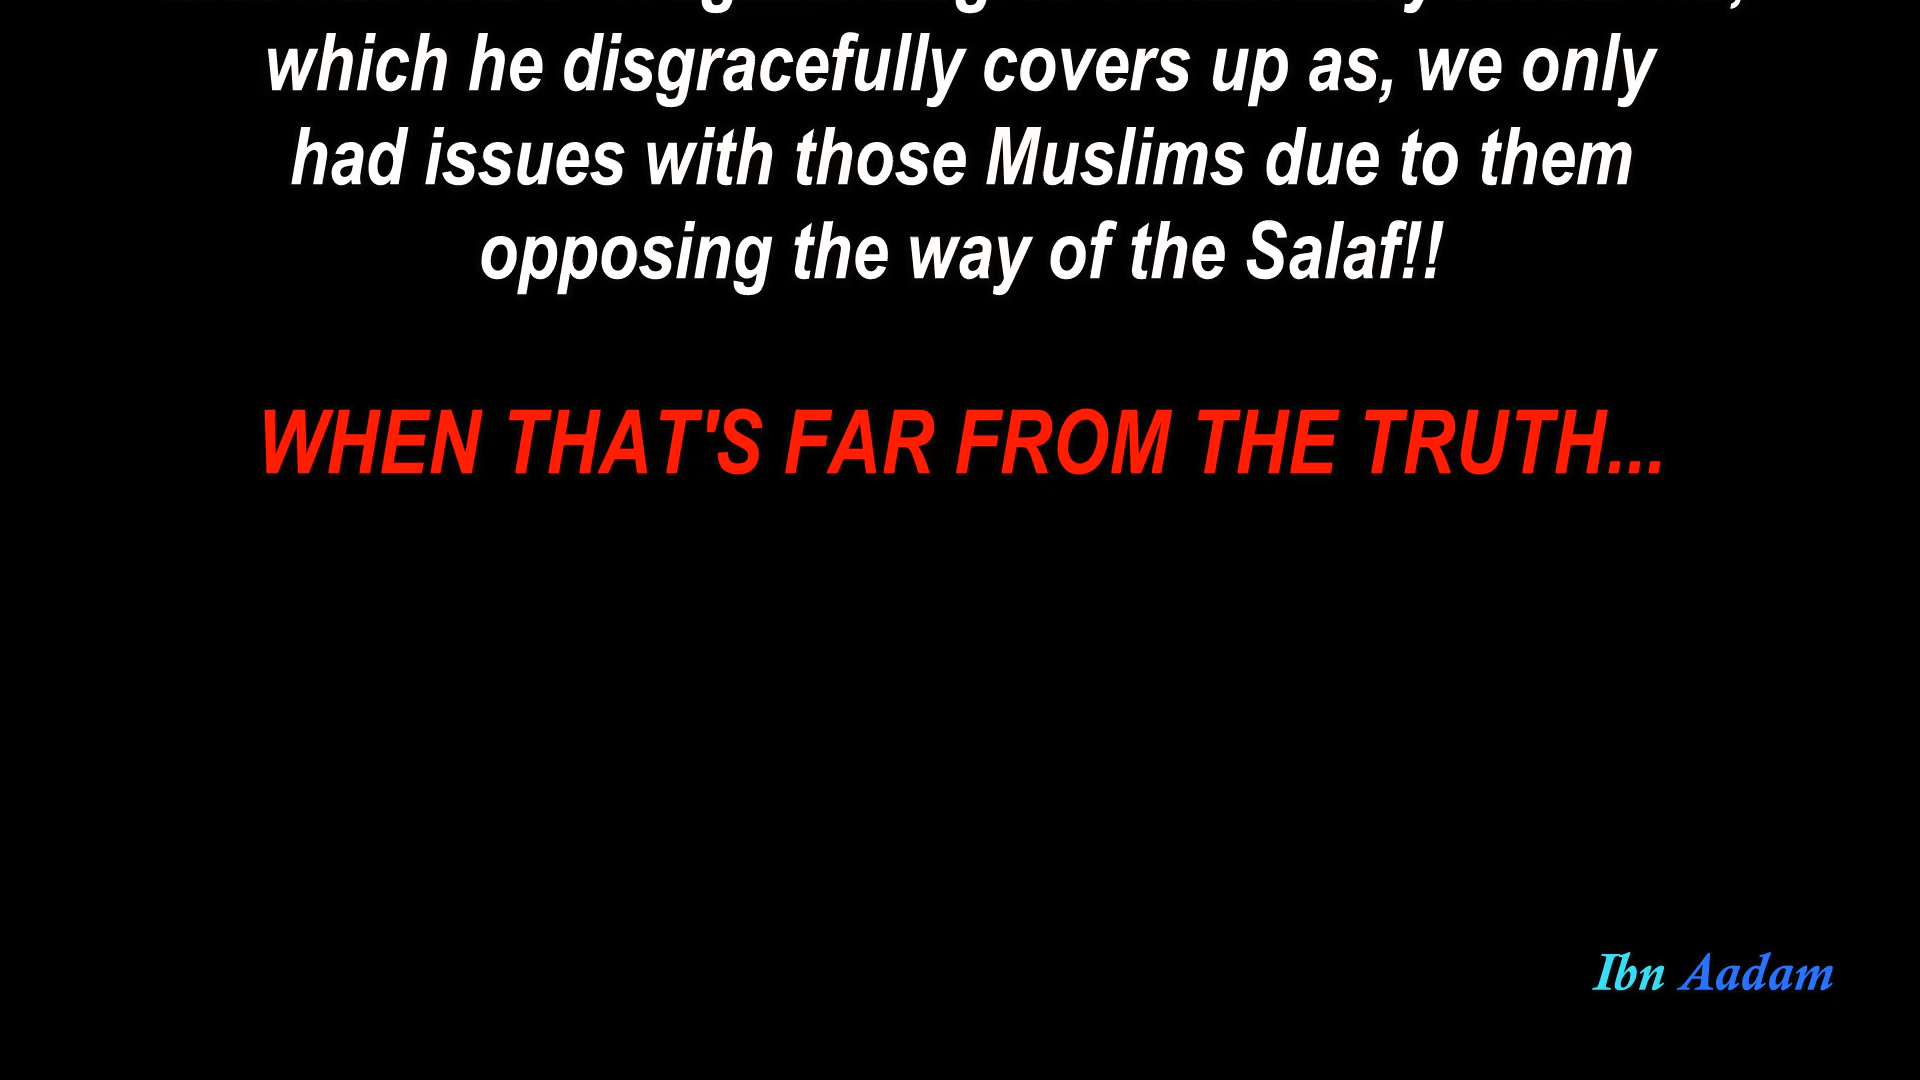 which he disgracefully covers up as, we only
had issues with those Muslims due to them
opposing the way of the Salaf!!
WHEN THAT'S FAR FROM THE TRUTH...
Ibn Aadam